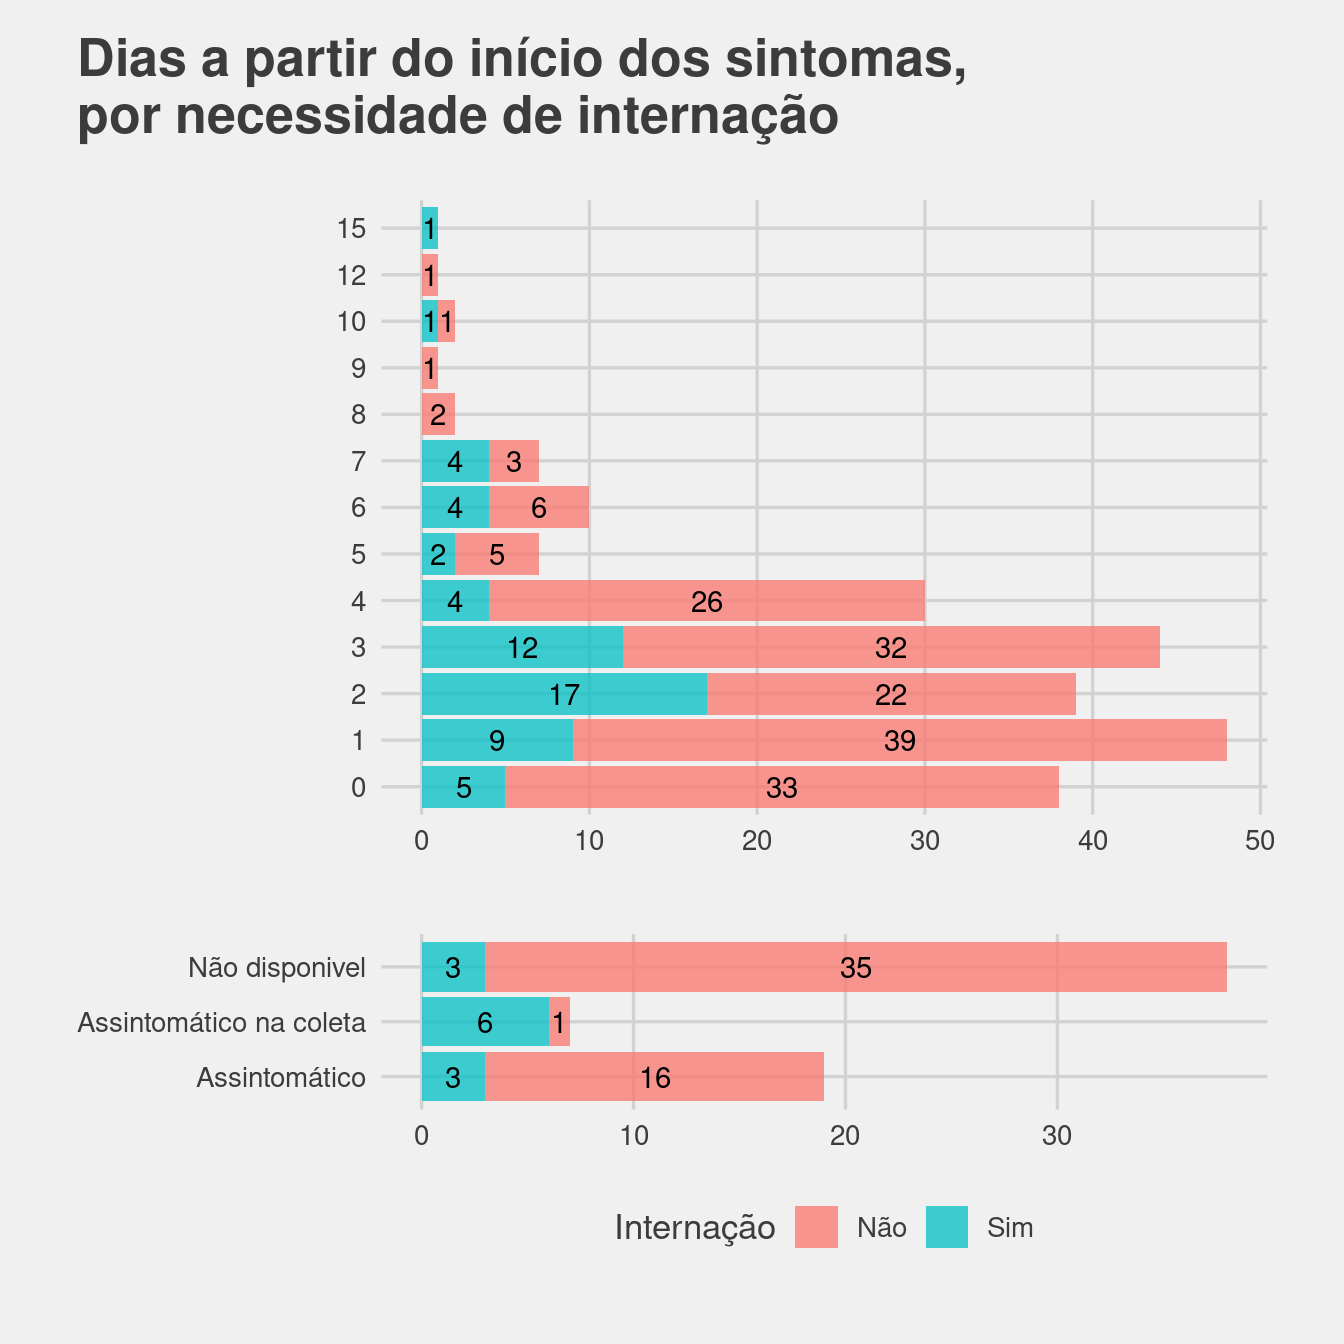 Dias a partir do início dos sintomas,
por necessidade de internação
15 1
12 1
10 1 1
9 1
8 2
7 4 3
6 4 6
5 2 5
4 4 26
3 12 32
2 17 22
1 9 39
0 5 33
0 10 20 30 40 50
Não disponivel 3 35
Assintomático na coleta 6 1
Assintomático 3 16
0 10 20 30
Internação Não Sim